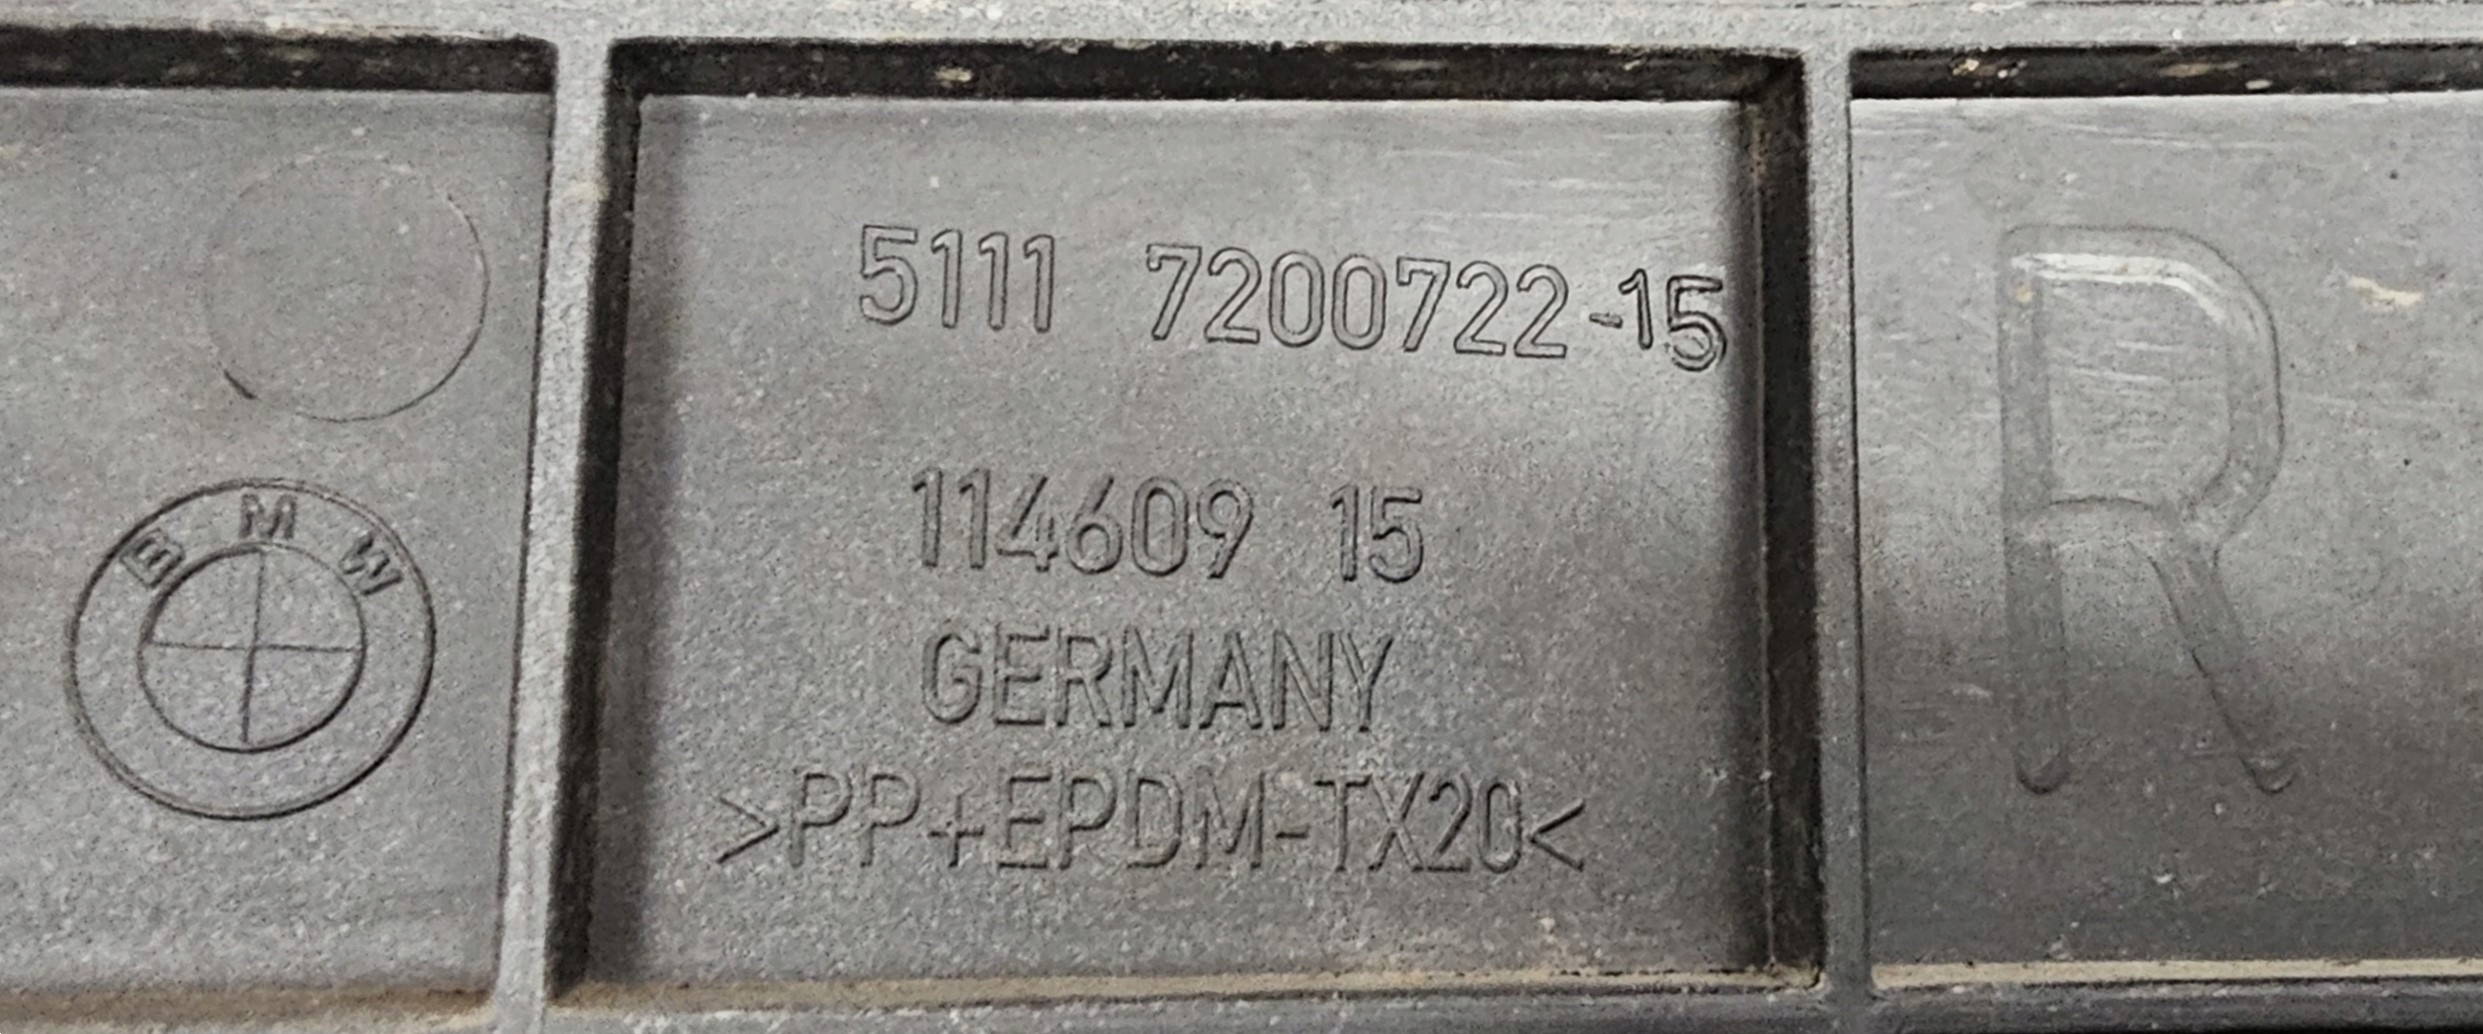 5111 7200722-15
R
BMW
114609 15
GERMANY
>PP+EPDM-TX20<